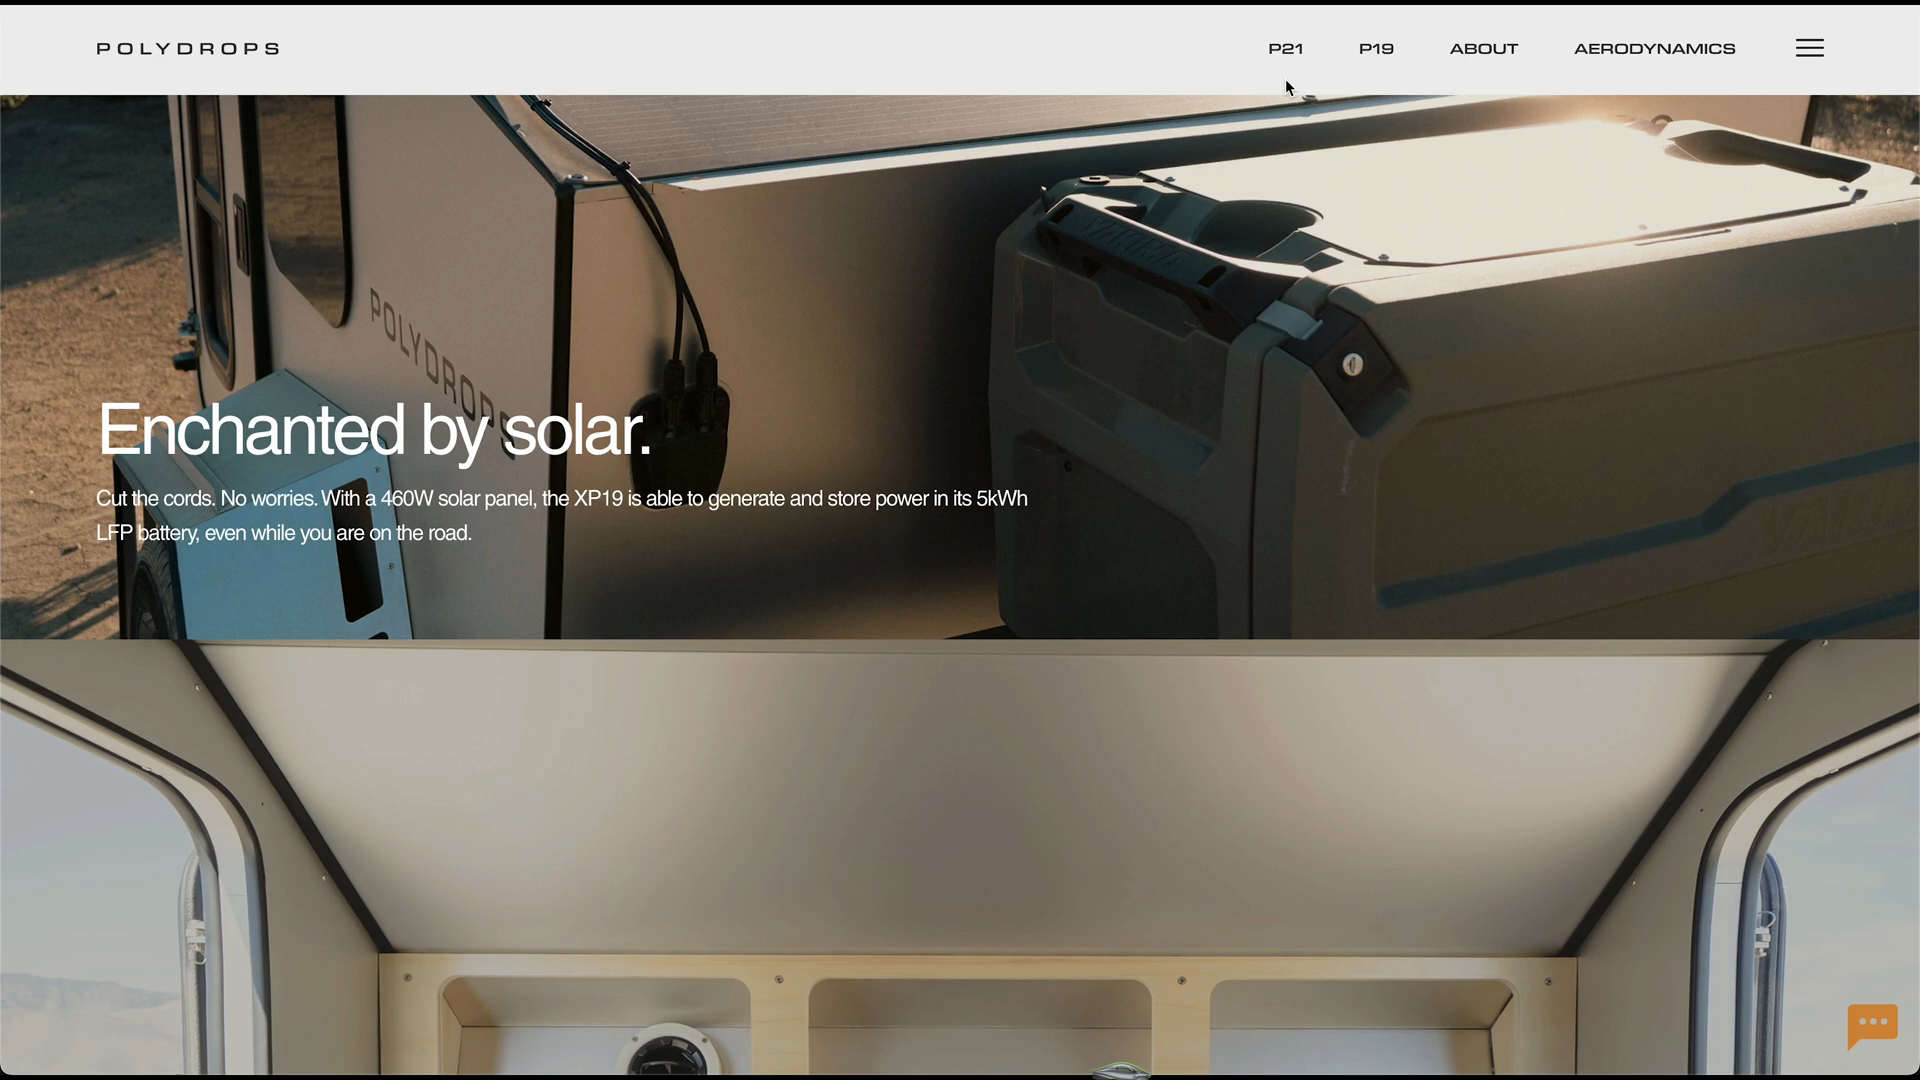 POLYDROPS
P21
P19
ABOUT
AERODYNAMICS
POLYDROPS
YAKIMA
Enchanted by solar.
Cut the cords. No worries. With a 460W solar panel, the XP19 is able to generate and store power in its 5kWh
LFP battery, even while you are on the road.